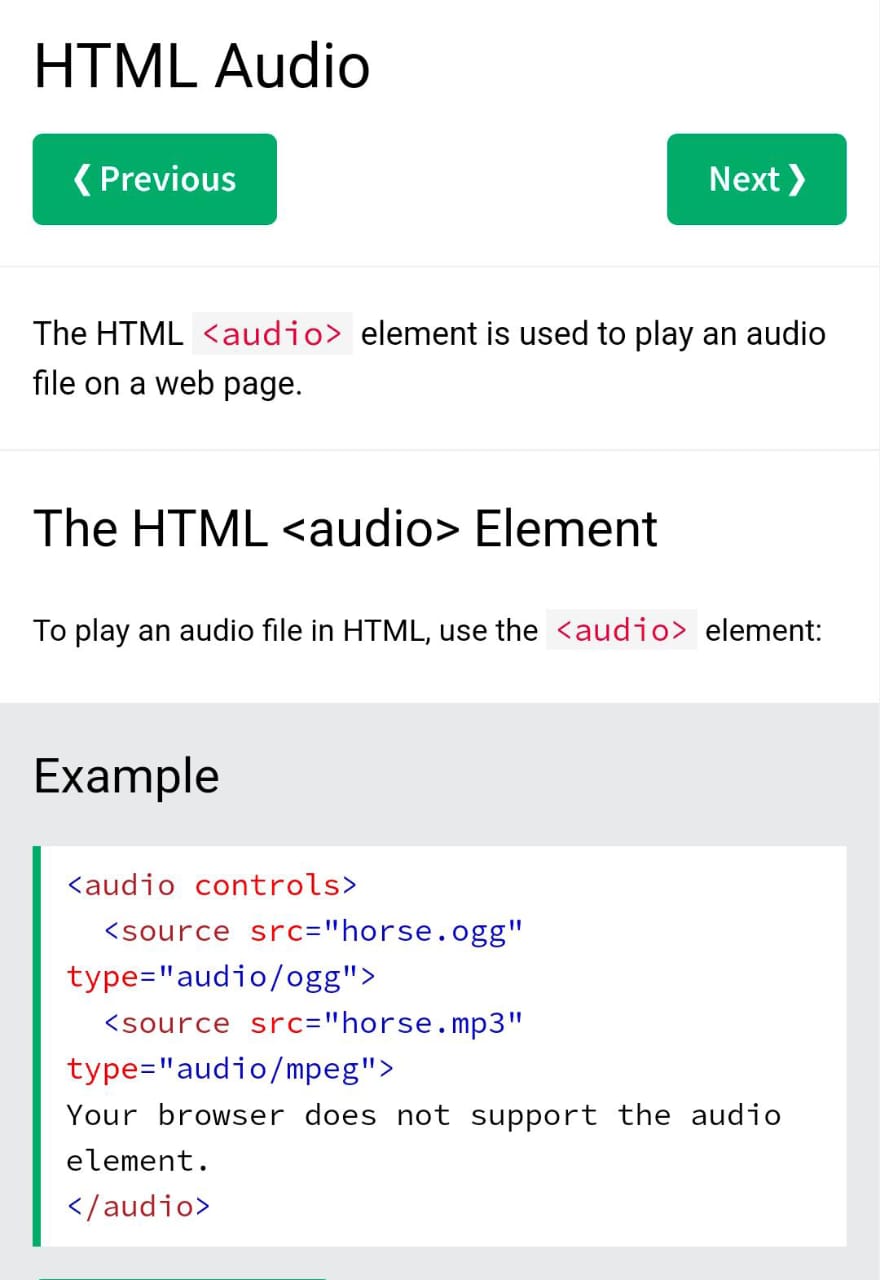 HTML Audio
❮ Previous
Next ❯
The HTML <audio> element is used to play an audio
file on a web page.
The HTML <audio> Element
To play an audio file in HTML, use the <audio> element:
Example
<audio controls>
  <source src="horse.ogg"
type="audio/ogg">
  <source src="horse.mp3"
type="audio/mpeg">
Your browser does not support the audio
element.
</audio>